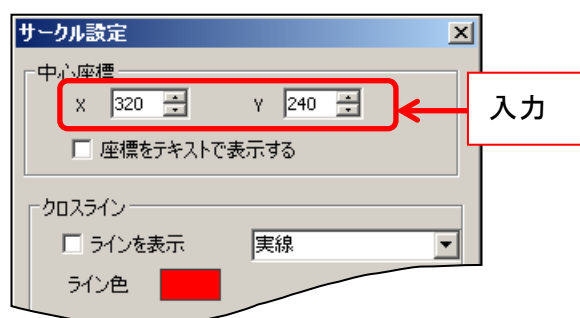 サークル設定
中心座標
X 320 Y 240
入力
座標をテキストで表示する
クロスライン
ラインを表示 実線
ライン色